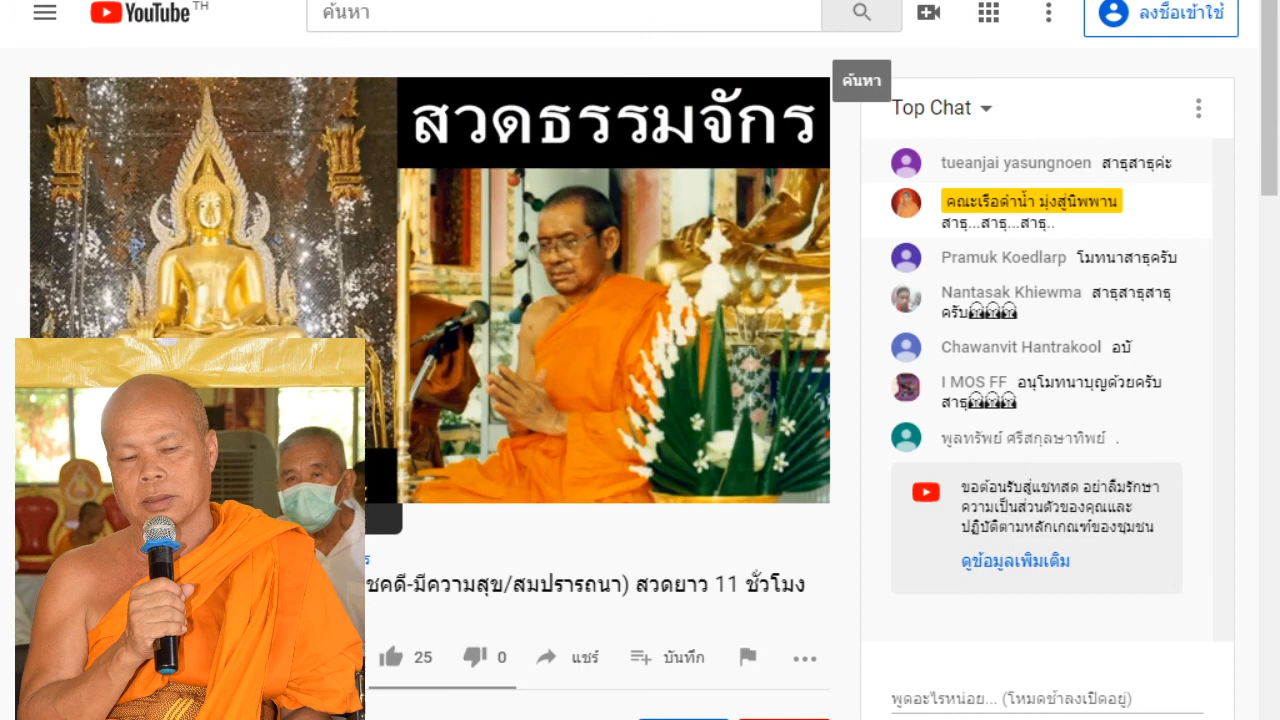 YouTube TH
ค้นหา
ลงชื่อเข้าใช้
สวดธรรมจักร
ค้นหา
ชคดี-มีความสุข/สมปรารถนา) สวดยาว 11 ชั่วโมง
25
0
แชร์
บันทึก
Top Chat
tueanjai yasungnoen สาธุสาธุค่ะ
คณะเรือดำน้ำ มุ่งสู่นิพพาน
สาธุ...สาธุ...สาธุ..
Pramuk Koedlarp โมทนาสาธุครับ
Nantasak Khiewma สาธุสาธุสาธุ
ครับ
Chawanvit Hantrakool อบั
I MOS FF อนุโมทนาบุญด้วยครับ
สาธุ
พูลทรัพย์ ศรีสกุลษาทิพย์ .
ขอต้อนรับสู่แชทสด อย่าลืมรักษา
ความเป็นส่วนตัวของคุณและ
ปฏิบัติตามหลักเกณฑ์ของชุมชน
ดูข้อมูลเพิ่มเติม
พูดอะไรหน่อย... (โหมดช้าลงเปิดอยู่)